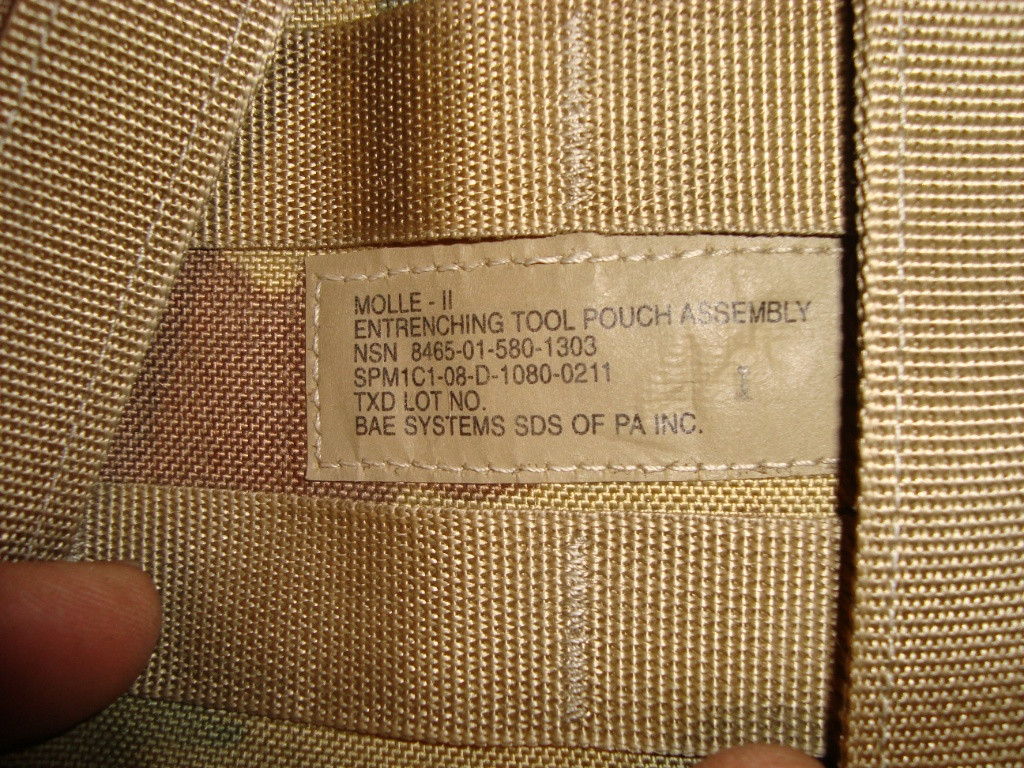 MOLLE - II
ENTRENCHING TOOL POUCH ASSEMBLY
NSN 8465-01-580-1303
SPM1C1-08-D-1080-0211
TXD LOT NO.
BAE SYSTEMS SDS OF PA INC.